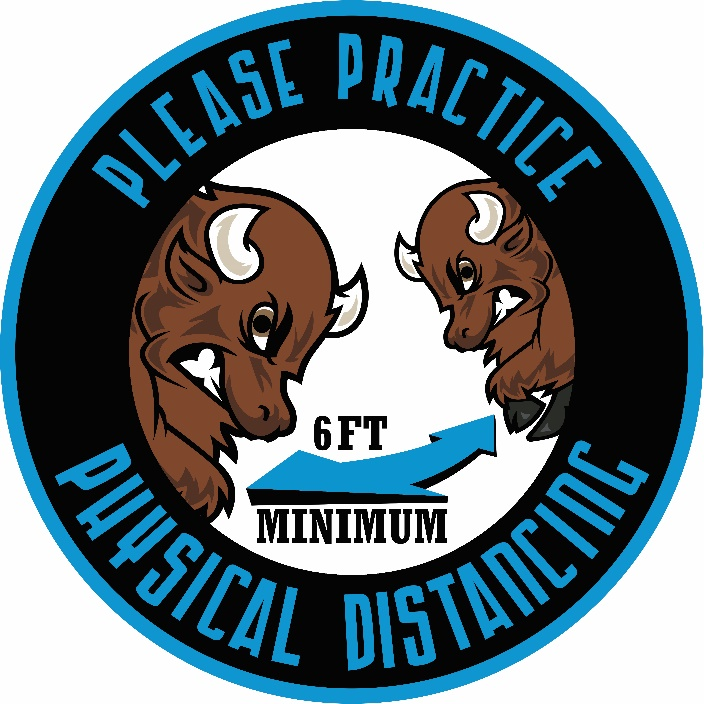 PLEASE PRACTICE
6FT
MINIMUM
PHYSICAL DISTANCING